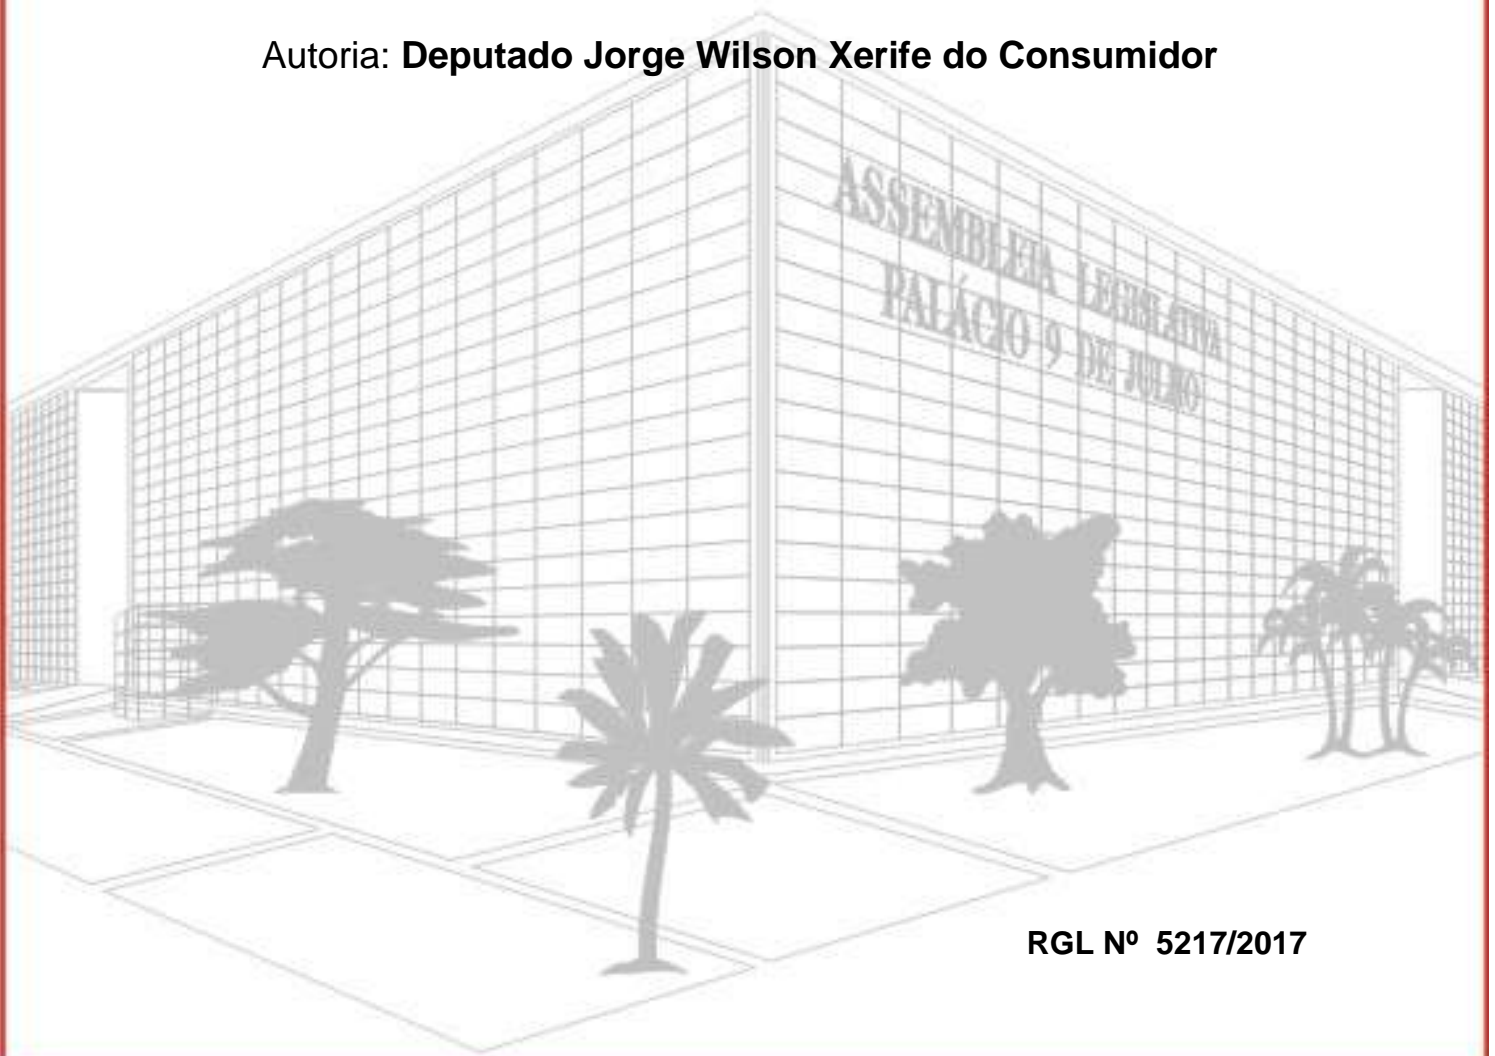 Autoria: Deputado Jorge Wilson Xerife do Consumidor
ASSEMBLEIA LEGISLATIVA
PALÁCIO 9 DE JULHO
RGL Nº 5217/2017